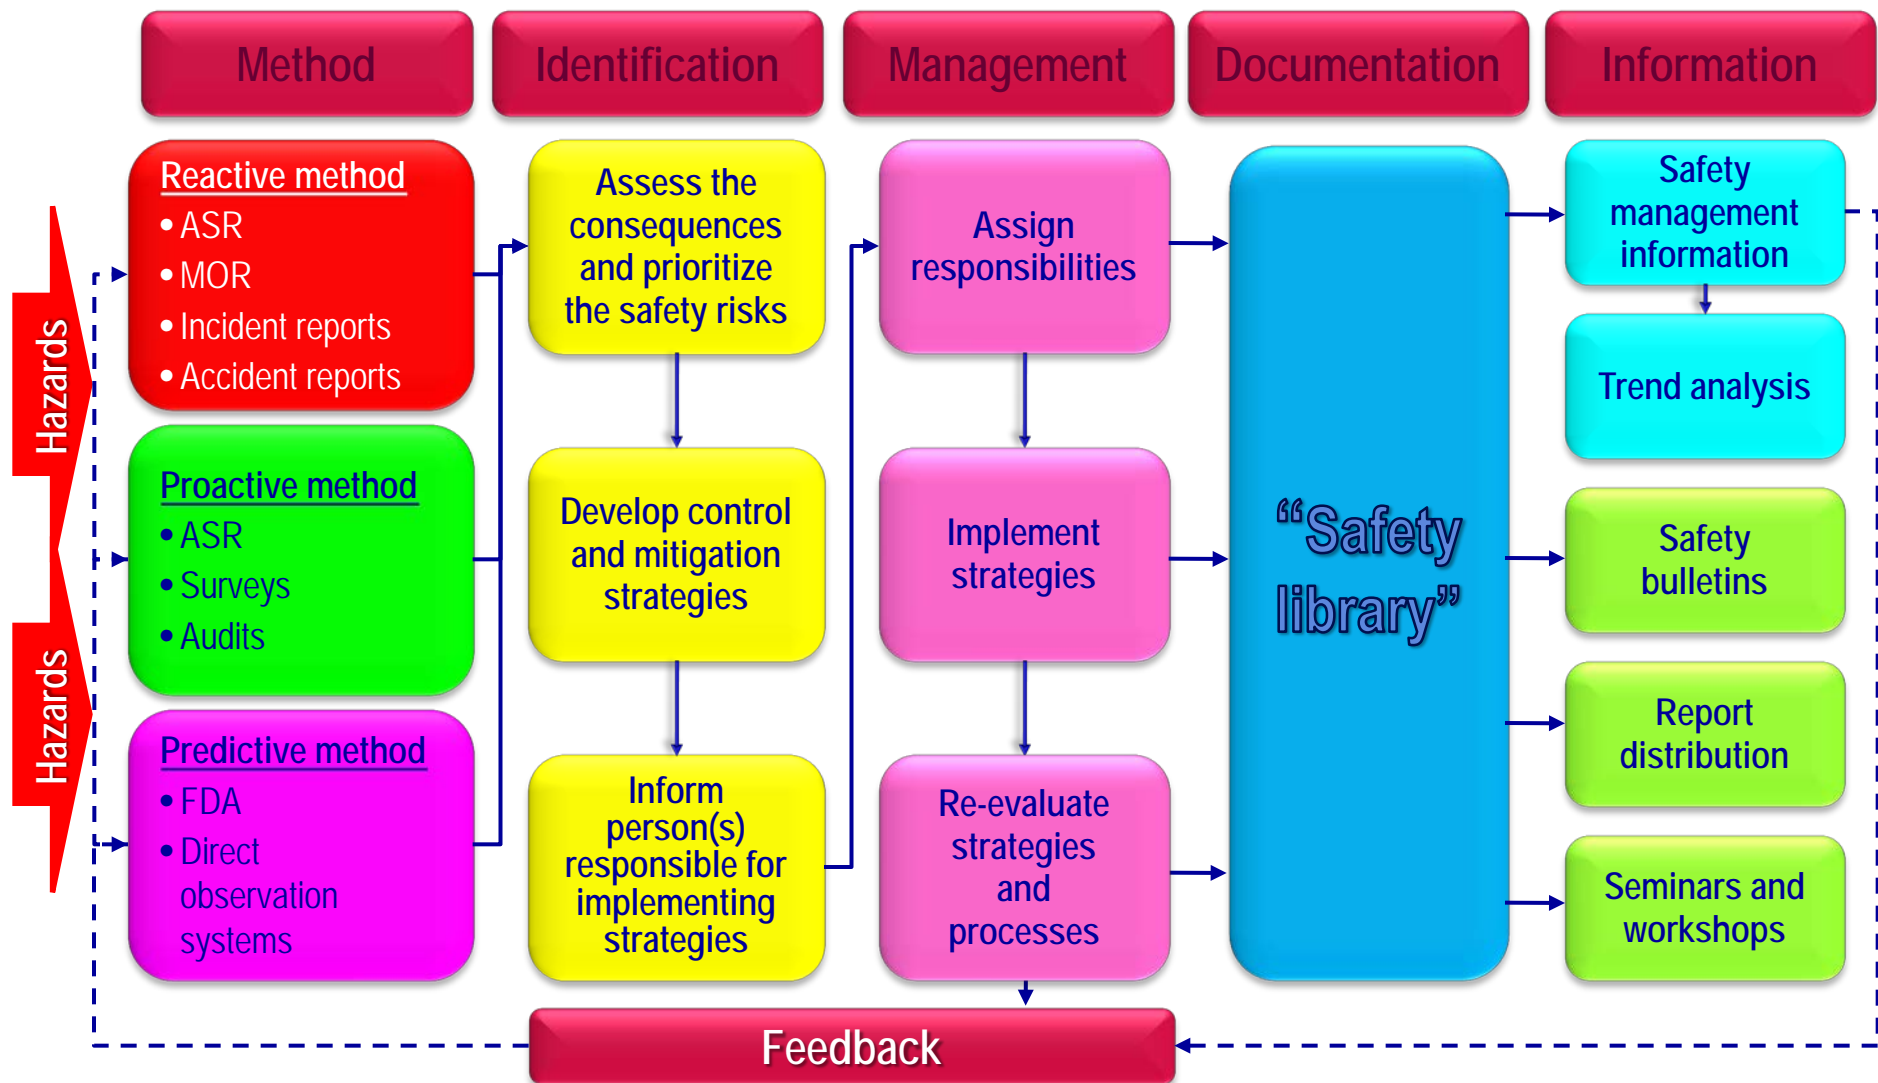 Method
Identification
Management
Documentation
Information
Hazards
Hazards
Reactive method
• ASR
• MOR
• Incident reports
• Accident reports
Proactive method
• ASR
• Surveys
• Audits
Predictive method
• FDA
• Direct
observation
systems
Assess the
consequences
and prioritize
the safety risks
Develop control
and mitigation
strategies
Inform
person(s)
responsible for
implementing
strategies
Assign
responsibilities
Implement
strategies
Re-evaluate
strategies
and
processes
“Safety
library”
Safety
management
information
Trend analysis
Safety
bulletins
Report
distribution
Seminars and
workshops
Feedback